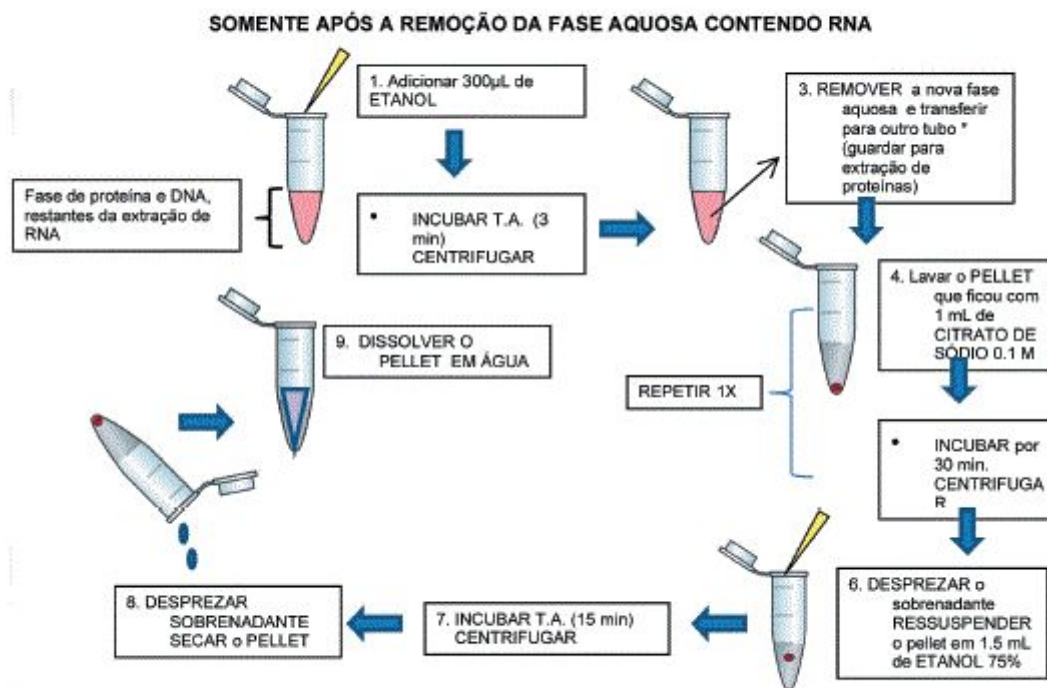 SOMENTE APÓS A REMOÇÃO DA FASE AQUOSA CONTENDO RNA
1. Adicionar 300µL de
ETANOL
Fase de proteína e DNA,
restantes da extração de
RNA
• INCUBAR T.A. (3
min)
CENTRIFUGAR
3. REMOVER a nova fase
aquosa e transferir
para outro tubo *
(guardar para
extração de
proteínas)
4. Lavar o PELLET
que ficou com
1 mL de
CITRATO DE
SÓDIO 0.1 M
REPETIR 1X
• INCUBAR por
30 min.
CENTRIFUGA
R
6. DESPREZAR o
sobrenadante
RESSUSPENDER
o pellet em 1.5 mL
de ETANOL 75%
7. INCUBAR T.A. (15 min)
CENTRIFUGAR
8. DESPREZAR
SOBRENADANTE
SECAR o PELLET
9. DISSOLVER O
PELLET EM ÁGUA